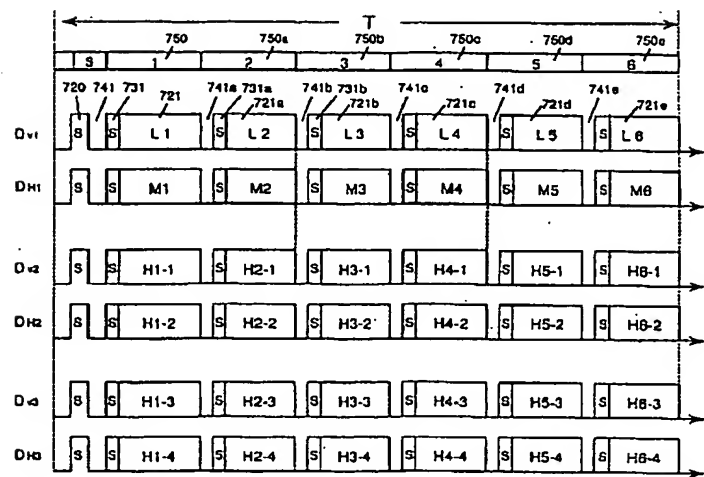 T
750 750a 750b 750c 750d 750e
S 1 2 3 4 5 6
720 741 731 721 741a 731a 721a 741b 731b 721b 741c 721c 741d 721d 741e 721e
Dv1 S S L1 S L2 S L3 S L4 S L5 S L6
DH1 S S M1 S M2 S M3 S M4 S M5 S M6
Dv2 S S H1-1 S H2-1 S H3-1 S H4-1 S H5-1 S H6-1
DH2 S S H1-2 S H2-2 S H3-2 S H4-2 S H5-2 S H6-2
Dv3 S S H1-3 S H2-3 S H3-3 S H4-3 S H5-3 S H6-3
DH3 S S H1-4 S H2-4 S H3-4 S H4-4 S H5-4 S H6-4